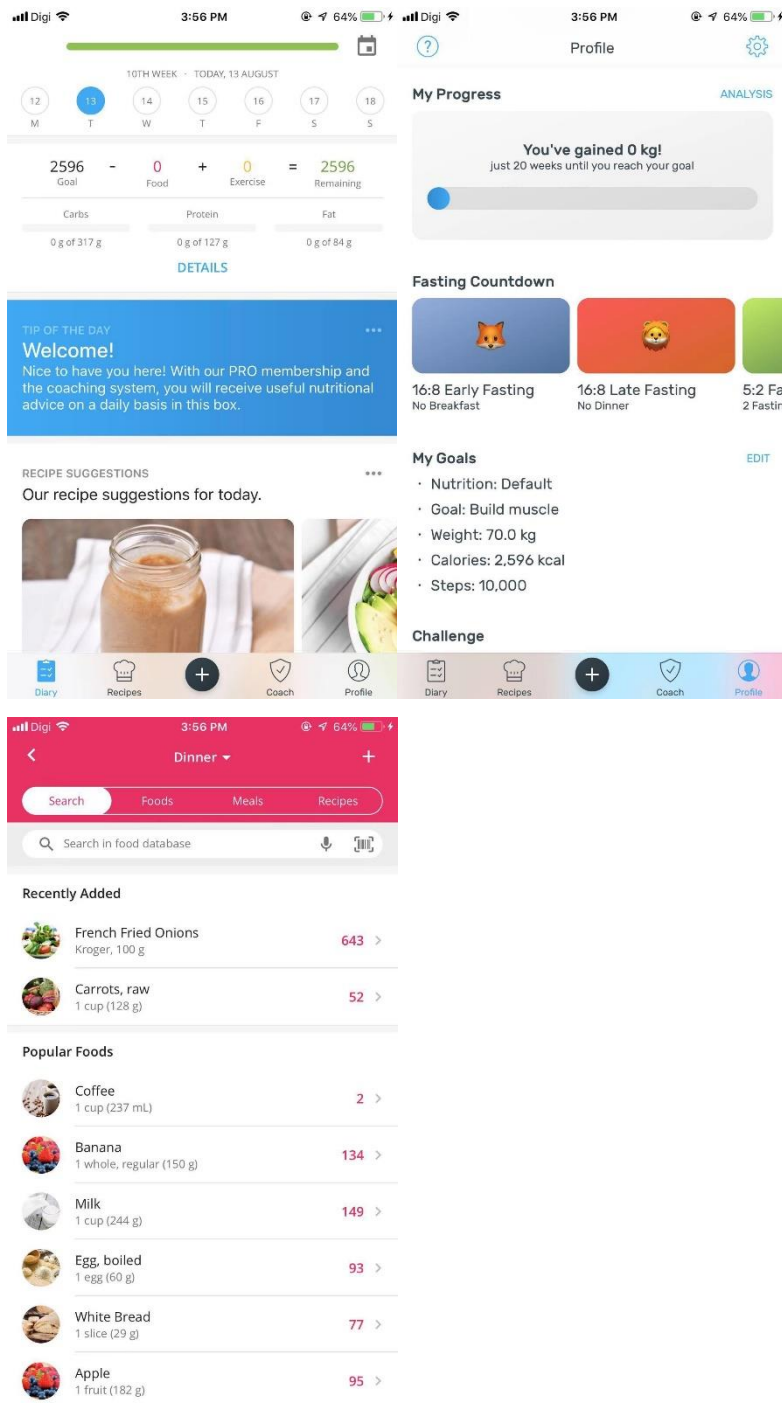 Digi 3:56 PM 64%
10TH WEEK - TODAY, 13 AUGUST
12 13 14 15 16 17 18
M T W T F S S
2596 - 0 + 0 = 2596
Goal Food Exercise Remaining
Carbs Protein Fat
0 g of 317 g 0 g of 127 g 0 g of 84 g
DETAILS
TIP OF THE DAY
Welcome!
Nice to have you here! With our PRO membership and
the coaching system, you will receive useful nutritional
advice on a daily basis in this box.
RECIPE SUGGESTIONS
Our recipe suggestions for today.
Diary Recipes + Coach Profile
Digi 3:56 PM 64%
? Profile
My Progress ANALYSIS
You've gained 0 kg!
just 20 weeks until you reach your goal
Fasting Countdown
16:8 Early Fasting 16:8 Late Fasting 5:2 Fa
No Breakfast No Dinner 2 Fastin
My Goals EDIT
· Nutrition: Default
· Goal: Build muscle
· Weight: 70.0 kg
· Calories: 2,596 kcal
· Steps: 10,000
Challenge
Diary Recipes + Coach Profile
Digi 3:56 PM 64%
Dinner +
Search Foods Meals Recipes
Search in food database
Recently Added
French Fried Onions 643
Kroger, 100 g
Carrots, raw 52
1 cup (128 g)
Popular Foods
Coffee 2
1 cup (237 mL)
Banana 134
1 whole, regular (150 g)
Milk 149
1 cup (244 g)
Egg, boiled 93
1 egg (60 g)
White Bread 77
1 slice (29 g)
Apple 95
1 fruit (182 g)